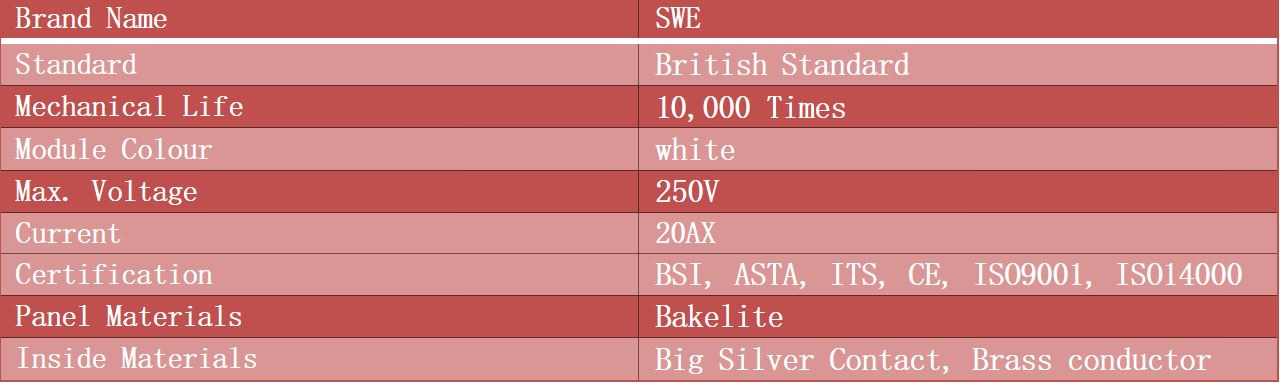 Brand Name SWE
Standard British Standard
Mechanical Life 10,000 Times
Module Colour white
Max. Voltage 250V
Current 20AX
Certification BSI, ASTA, ITS, CE, ISO9001, ISO14000
Panel Materials Bakelite
Inside Materials Big Silver Contact, Brass conductor